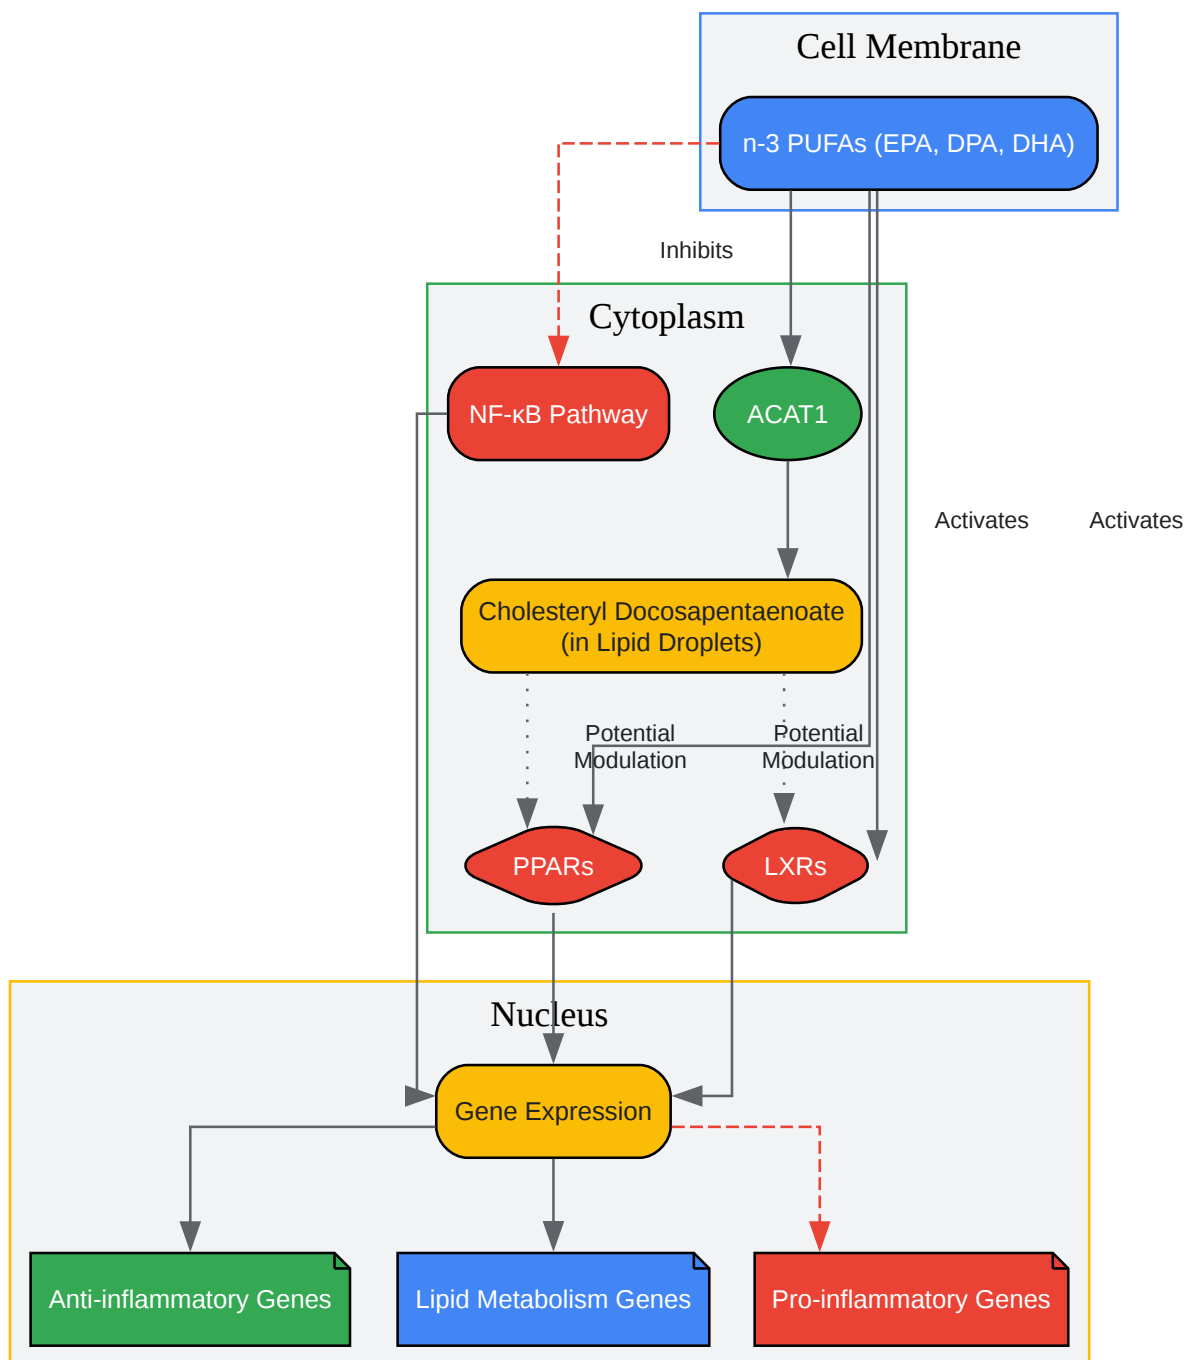 Cell Membrane
n-3 PUFAs (EPA, DPA, DHA)
Inhibits
Cytoplasm
NF-κB Pathway
ACAT1
Activates
Activates
Cholesteryl Docosapentaenoate
(in Lipid Droplets)
Potential
Modulation
Potential
Modulation
PPARs
LXRs
Nucleus
Gene Expression
Anti-inflammatory Genes
Lipid Metabolism Genes
Pro-inflammatory Genes